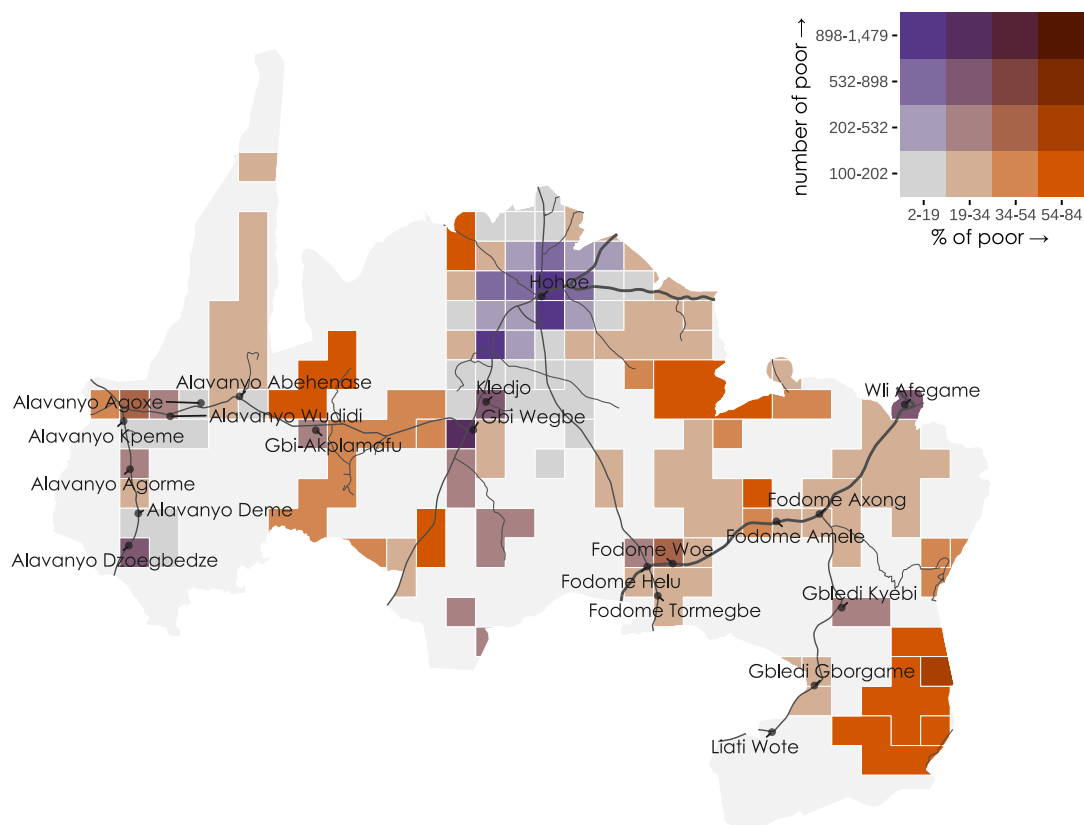 number of poor →
898-1,479
532-898
202-532
100-202
2-19 19-34 34-54 54-84
% of poor →
Hohoe
Alavanyo Abehenase
Kledjo
Wli Afegame
Alavanyo Agoxe
Alavanyo Wudidi
Gbi Wegbe
Alavanyo Kpeme
Gbi-Akplamafu
Alavanyo Agorme
Fodome Axong
Alavanyo Deme
Fodome Amele
Fodome Woe
Alavanyo Dzoegbedze
Fodome Helu
Gbledi Kyebi
Fodome Tormegbe
Gbledi Gborgame
Liati Wote